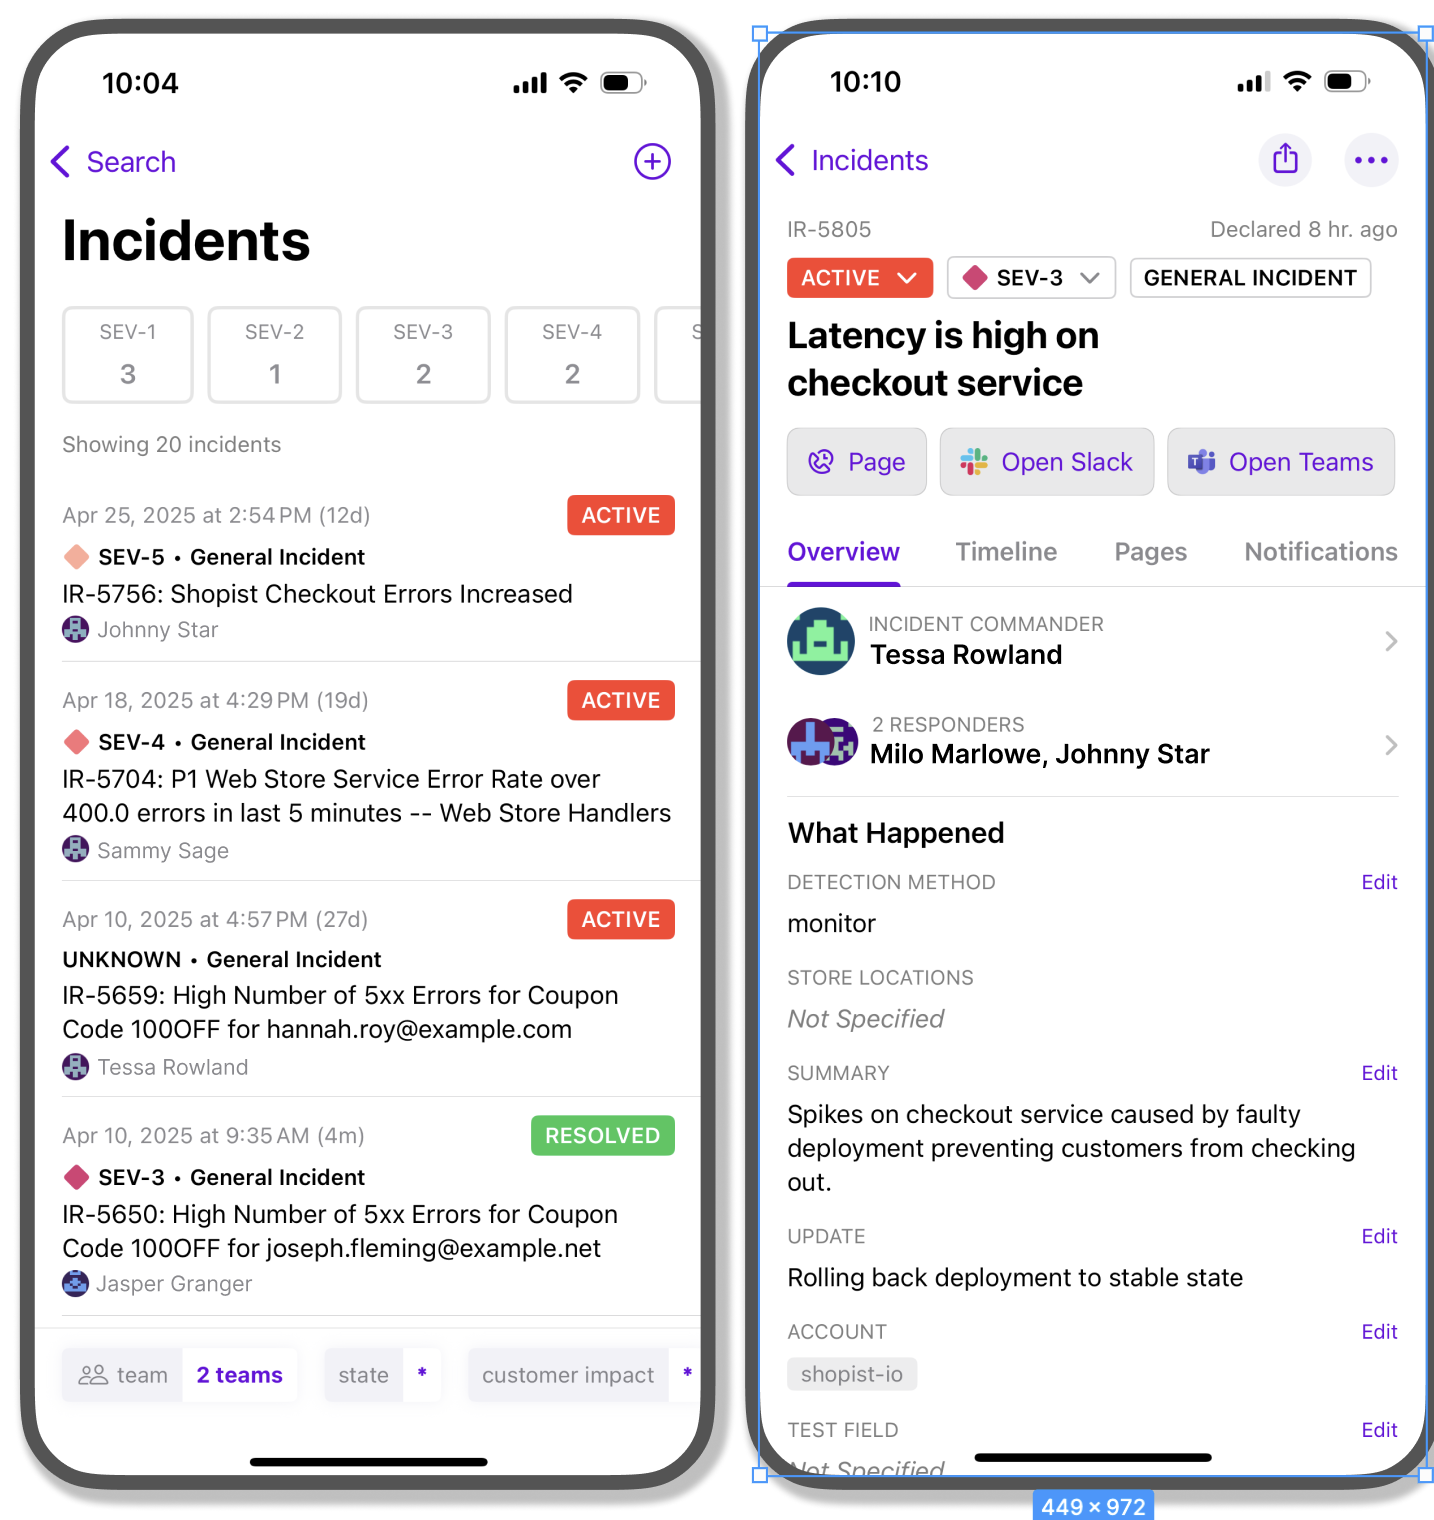 10:04
Search
Incidents
SEV-1
3
SEV-2
1
SEV-3
2
SEV-4
2
S
Showing 20 incidents
Apr 25, 2025 at 2:54 PM (12d)
ACTIVE
SEV-5 • General Incident
IR-5756: Shopist Checkout Errors Increased
Johnny Star
Apr 18, 2025 at 4:29 PM (19d)
ACTIVE
SEV-4 • General Incident
IR-5704: P1 Web Store Service Error Rate over
400.0 errors in last 5 minutes -- Web Store Handlers
Sammy Sage
Apr 10, 2025 at 4:57 PM (27d)
ACTIVE
UNKNOWN • General Incident
IR-5659: High Number of 5xx Errors for Coupon
Code 100OFF for hannah.roy@example.com
Tessa Rowland
Apr 10, 2025 at 9:35 AM (4m)
RESOLVED
SEV-3 • General Incident
IR-5650: High Number of 5xx Errors for Coupon
Code 100OFF for joseph.fleming@example.net
Jasper Granger
team 2 teams
state *
customer impact *
10:10
Incidents
IR-5805
Declared 8 hr. ago
ACTIVE
SEV-3
GENERAL INCIDENT
Latency is high on
checkout service
Page
Open Slack
Open Teams
Overview
Timeline
Pages
Notifications
INCIDENT COMMANDER
Tessa Rowland
2 RESPONDERS
Milo Marlowe, Johnny Star
What Happened
DETECTION METHOD
Edit
monitor
STORE LOCATIONS
Not Specified
SUMMARY
Edit
Spikes on checkout service caused by faulty
deployment preventing customers from checking
out.
UPDATE
Edit
Rolling back deployment to stable state
ACCOUNT
Edit
shopist-io
TEST FIELD
Edit
Not Specified
449 × 972